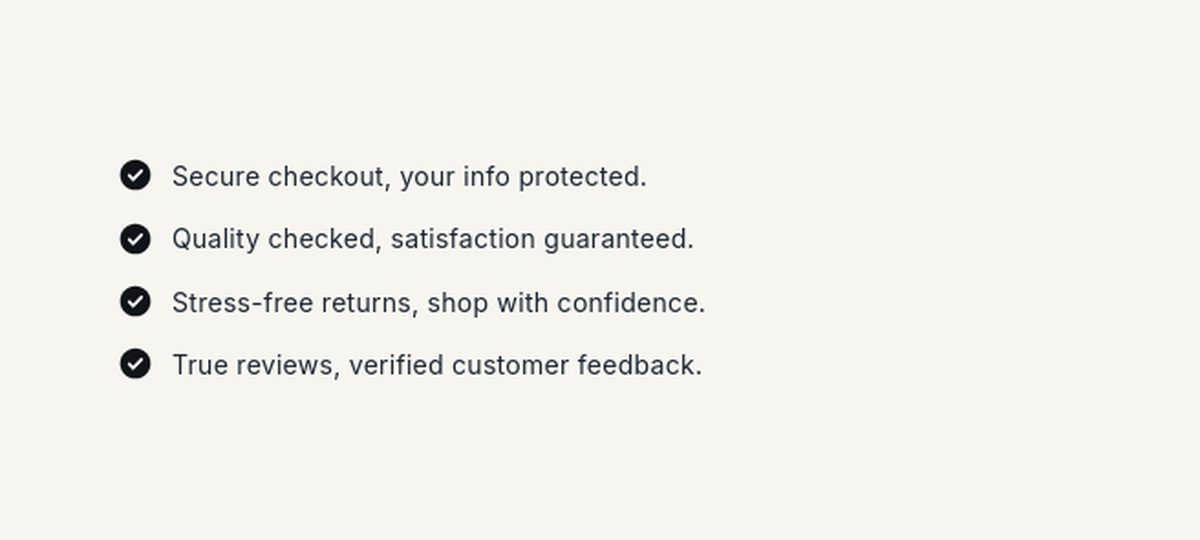 Secure checkout, your info protected.
Quality checked, satisfaction guaranteed.
Stress-free returns, shop with confidence.
True reviews, verified customer feedback.